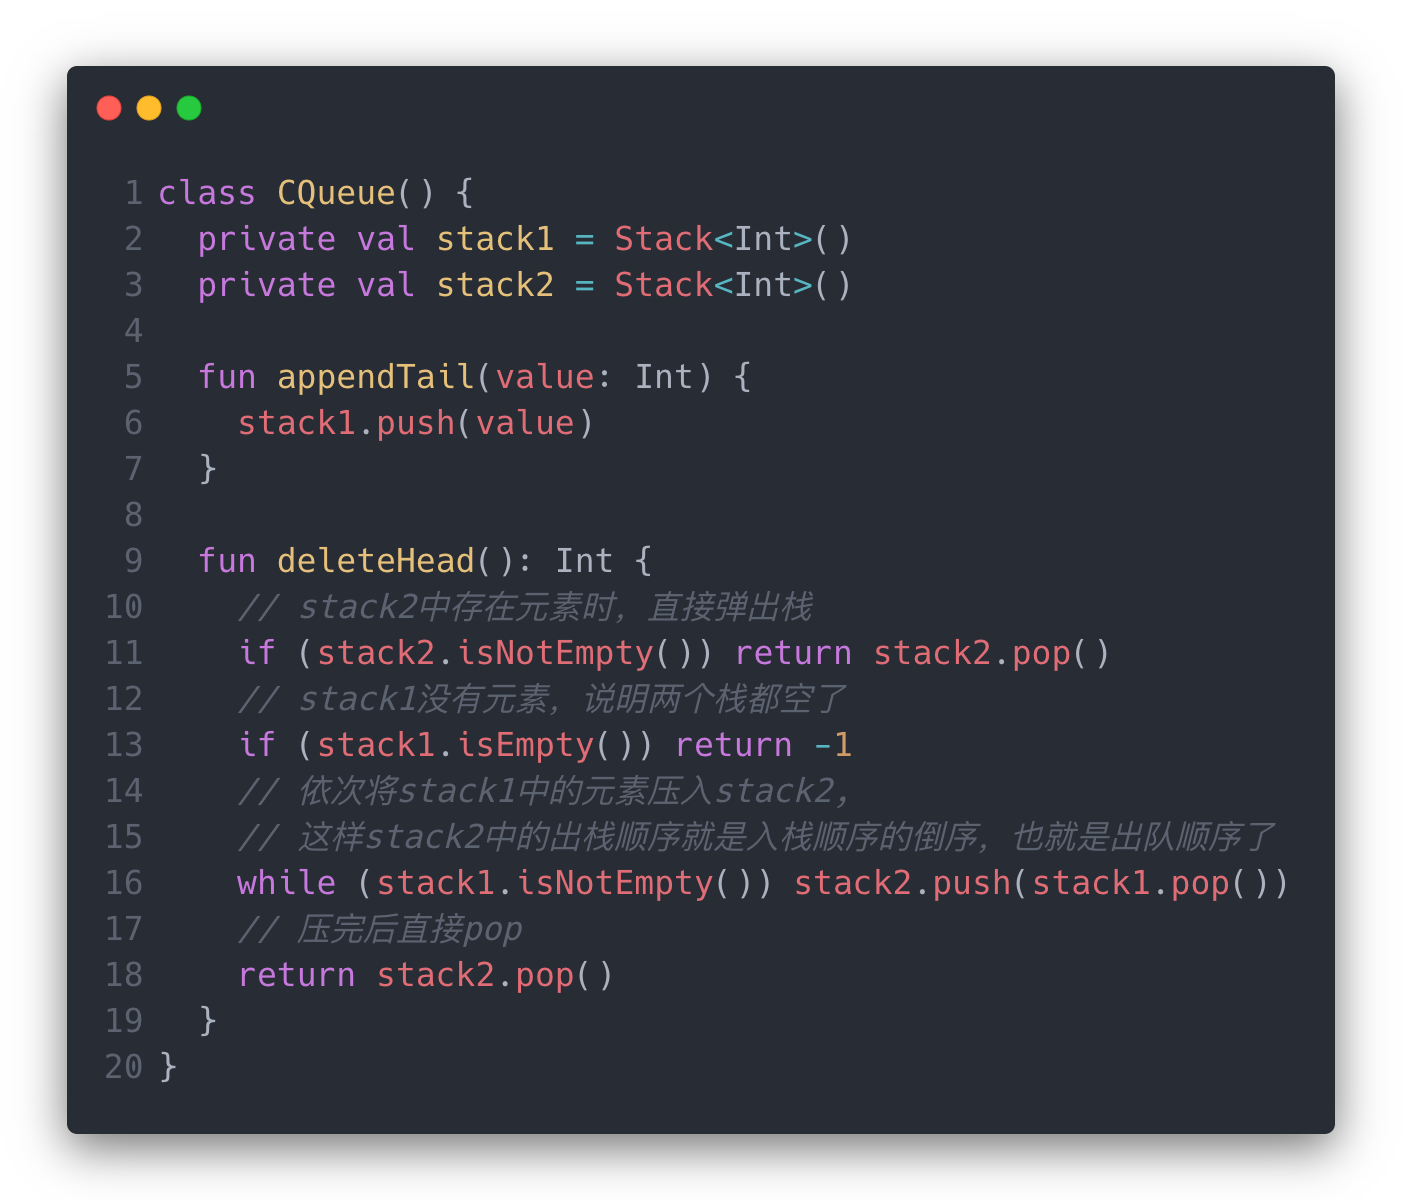 1 class CQueue() {
2   private val stack1 = Stack<Int>()
3   private val stack2 = Stack<Int>()
4
5   fun appendTail(value: Int) {
6     stack1.push(value)
7   }
8
9   fun deleteHead(): Int {
10     // stack2中存在元素时，直接弹出栈
11     if (stack2.isNotEmpty()) return stack2.pop()
12     // stack1没有元素，说明两个栈都空了
13     if (stack1.isEmpty()) return -1
14     // 依次将stack1中的元素压入stack2，
15     // 这样stack2中的出栈顺序就是入栈顺序的倒序，也就是出队顺序了
16     while (stack1.isNotEmpty()) stack2.push(stack1.pop())
17     // 压完后直接pop
18     return stack2.pop()
19   }
20 }